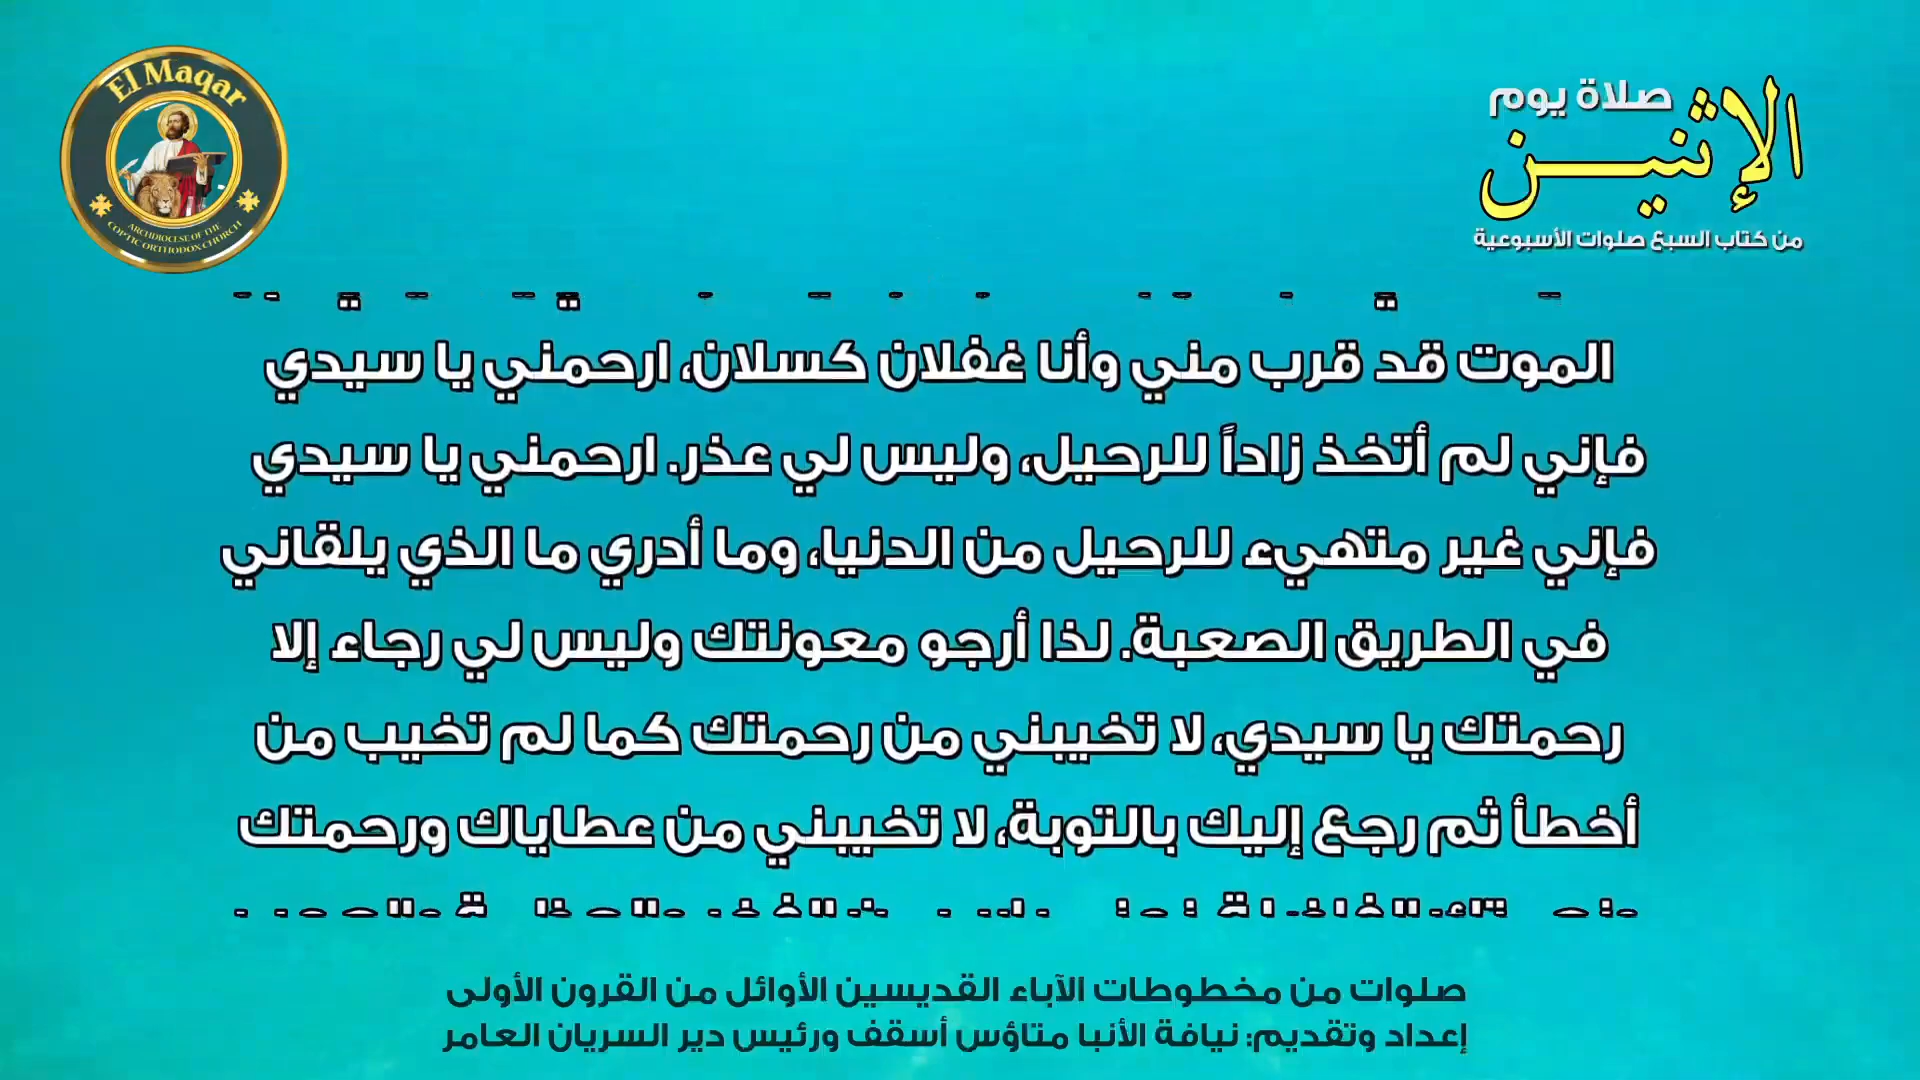 El Maqar
ARCHDIOCESE OF THE
COPTIC ORTHODOX CHURCH
صلاة يوم
الإثنين
من كتاب السبع صلوات الأسبوعية
الموت قد قرب مني وأنا غفلان كسلان، ارحمني يا سيدي
فإني لم أتخذ زاداً للرحيل، وليس لي عذر. ارحمني يا سيدي
فإني غير متهيء للرحيل من الدنيا، وما أدري ما الذي يلقاني
في الطريق الصعبة. لذا أرجو معونتك وليس لي رجاء إلا
رحمتك يا سيدي، لا تخيبني من رحمتك كما لم تخيب من
أخطأ ثم رجع إليك بالتوبة، لا تخيبني من عطاياك ورحمتك
صلوات من مخطوطات الآباء القديسين الأوائل من القرون الأولى
إعداد وتقديم: نيافة الأنبا متاؤس أسقف ورئيس دير السريان العامر